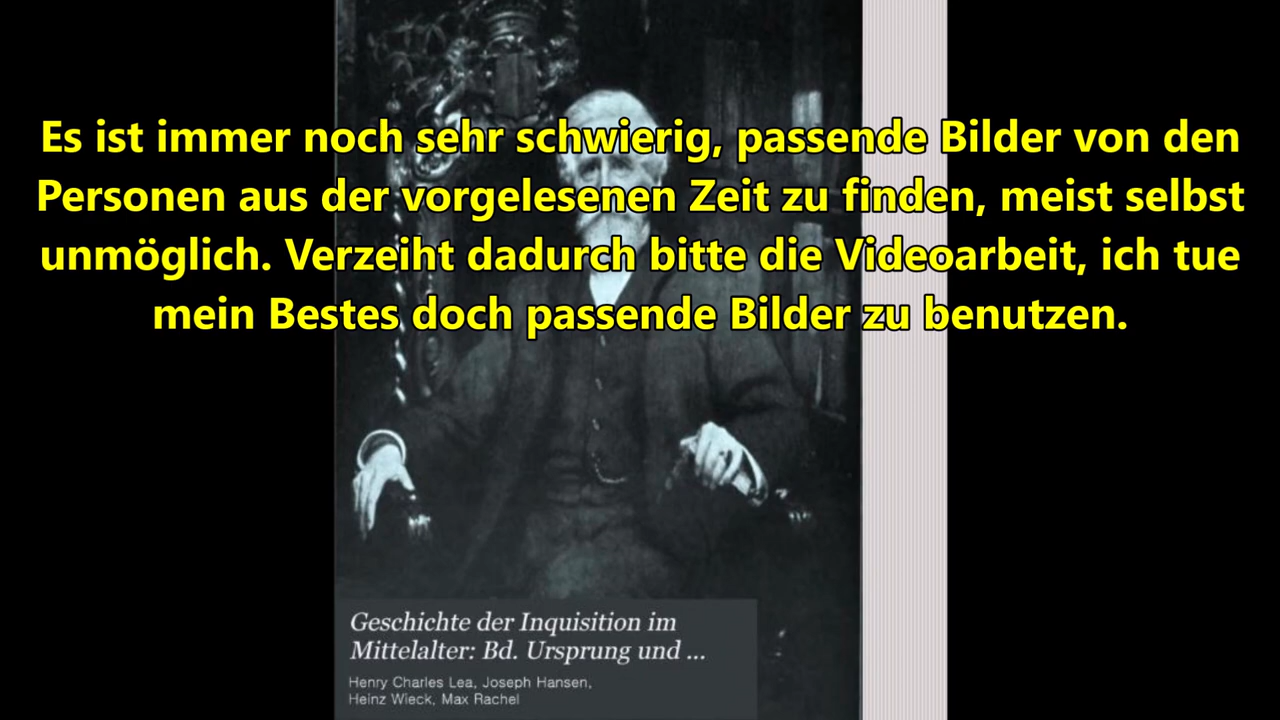 Es ist immer noch sehr schwierig, passende Bilder von den
Personen aus der vorgelesenen Zeit zu finden, meist selbst
unmöglich. Verzeiht dadurch bitte die Videoarbeit, ich tue
mein Bestes doch passende Bilder zu benutzen.
Geschichte der Inquisition im
Mittelalter: Bd. Ursprung und ...
Henry Charles Lea, Joseph Hansen,
Heinz Wieck, Max Rachel